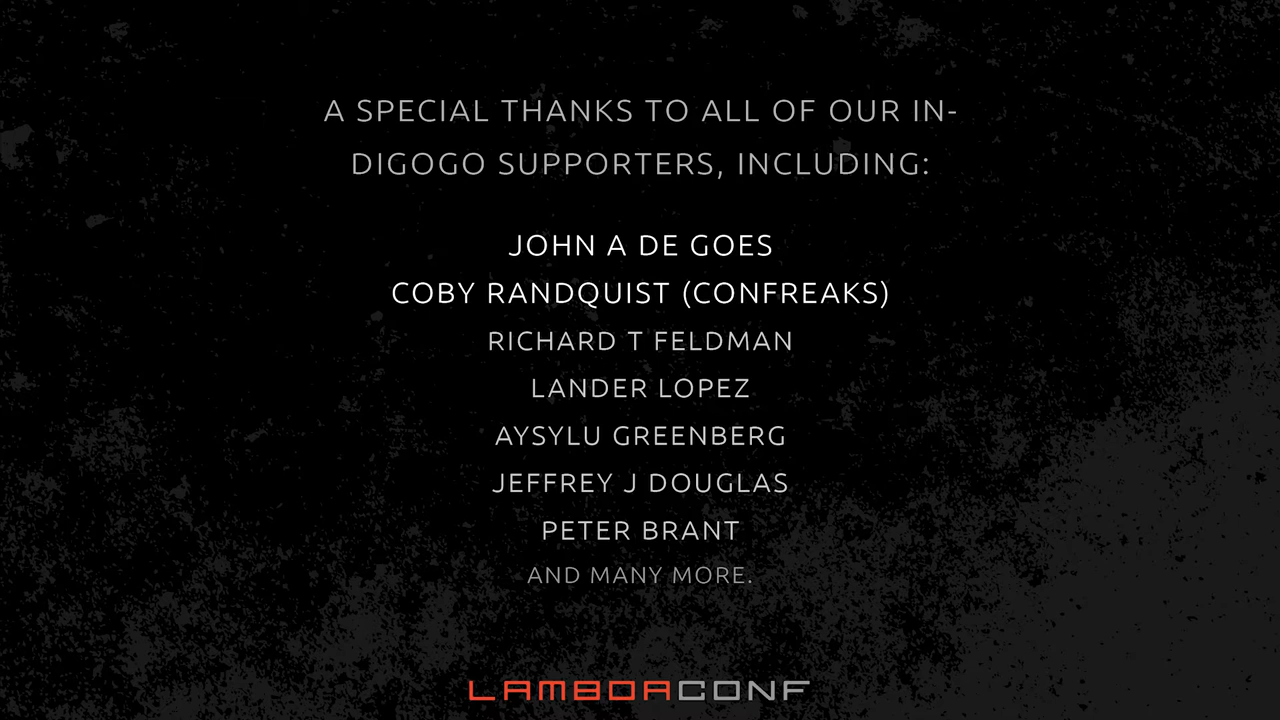 A SPECIAL THANKS TO ALL OF OUR IN-
DIGOGO SUPPORTERS, INCLUDING:
JOHN A DE GOES
COBY RANDQUIST (CONFREAKS)
RICHARD T FELDMAN
LANDER LOPEZ
AYSYLU GREENBERG
JEFFREY J DOUGLAS
PETER BRANT
AND MANY MORE.
LAMBDACONF